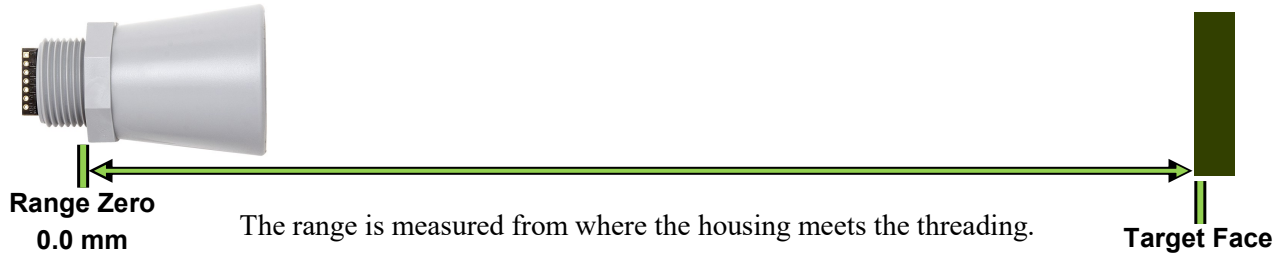 Range Zero
0.0 mm
The range is measured from where the housing meets the threading.
Target Face